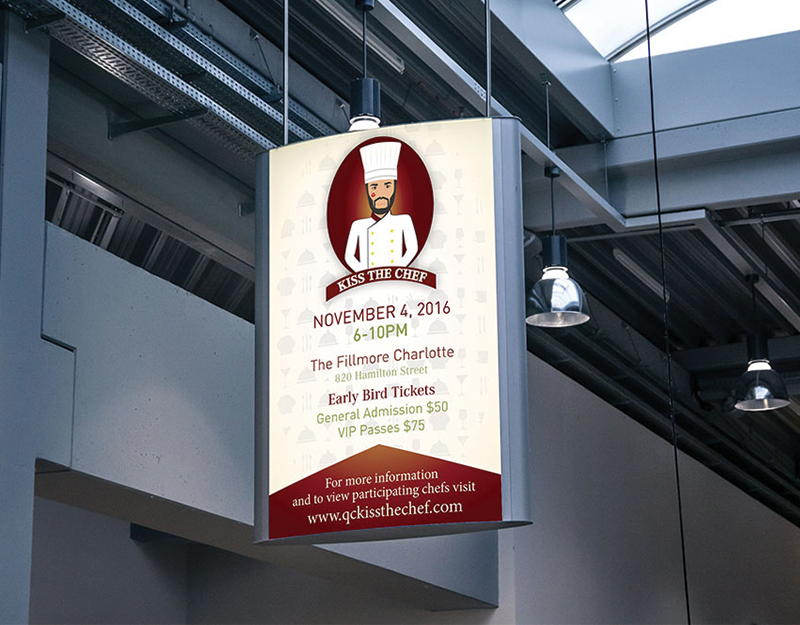 KISS THE CHEF
NOVEMBER 4, 2016
6-10PM
The Fillmore Charlotte
820 Hamilton Street
Early Bird Tickets
General Admission $50
VIP Passes $75
For more information
and to view participating chefs visit
www.qckissthechef.com